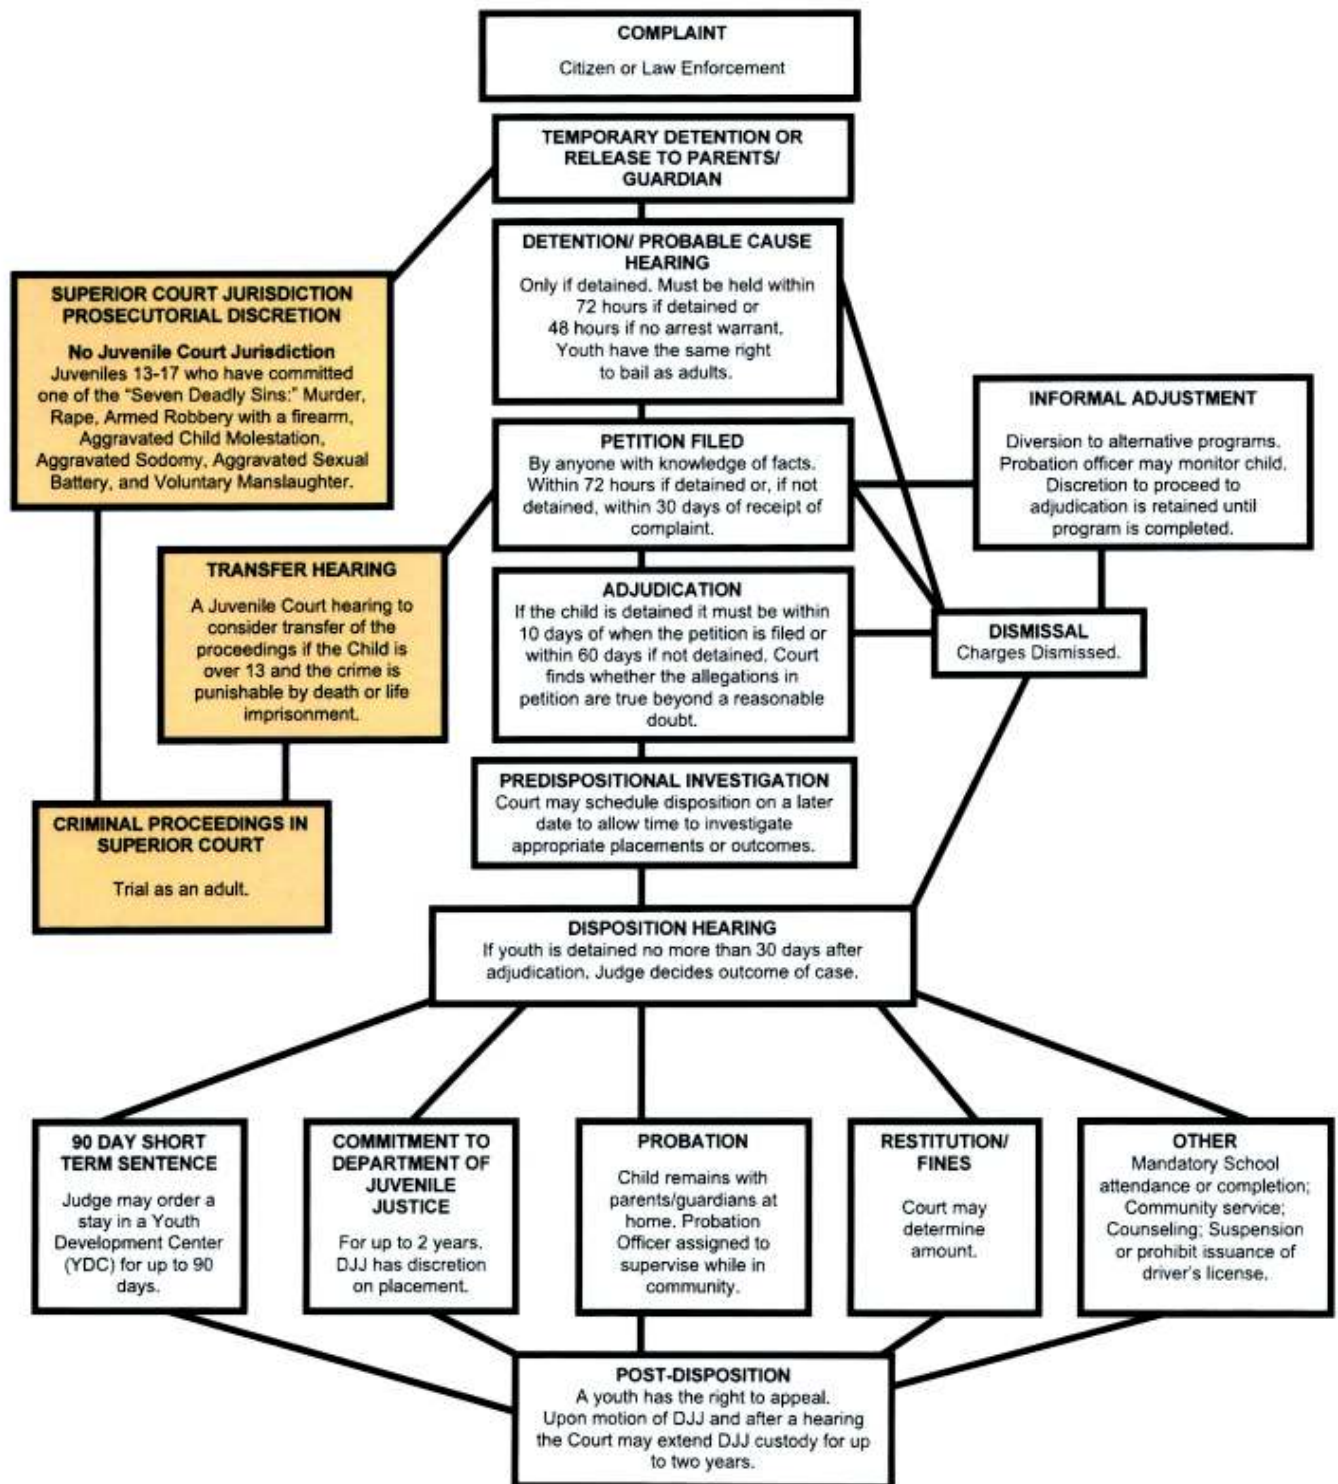 COMPLAINT
Citizen or Law Enforcement
TEMPORARY DETENTION OR
RELEASE TO PARENTS/
GUARDIAN
DETENTION/ PROBABLE CAUSE
HEARING
Only if detained. Must be held within
72 hours if detained or
48 hours if no arrest warrant.
Youth have the same right
to bail as adults.
SUPERIOR COURT JURISDICTION
PROSECUTORIAL DISCRETION
No Juvenile Court Jurisdiction
Juveniles 13-17 who have committed
one of the “Seven Deadly Sins:” Murder,
Rape, Armed Robbery with a firearm,
Aggravated Child Molestation,
Aggravated Sodomy, Aggravated Sexual
Battery, and Voluntary Manslaughter.
PETITION FILED
By anyone with knowledge of facts.
Within 72 hours if detained or, if not
detained, within 30 days of receipt of
complaint.
INFORMAL ADJUSTMENT
Diversion to alternative programs.
Probation officer may monitor child.
Discretion to proceed to
adjudication is retained until
program is completed.
TRANSFER HEARING
A Juvenile Court hearing to
consider transfer of the
proceedings if the Child is
over 13 and the crime is
punishable by death or life
imprisonment.
ADJUDICATION
If the child is detained it must be within
10 days of when the petition is filed or
within 60 days if not detained. Court
finds whether the allegations in
petition are true beyond a reasonable
doubt.
DISMISSAL
Charges Dismissed.
PREDISPOSITIONAL INVESTIGATION
Court may schedule disposition on a later
date to allow time to investigate
appropriate placements or outcomes.
CRIMINAL PROCEEDINGS IN
SUPERIOR COURT
Trial as an adult.
DISPOSITION HEARING
If youth is detained no more than 30 days after
adjudication. Judge decides outcome of case.
90 DAY SHORT
TERM SENTENCE
Judge may order a
stay in a Youth
Development Center
(YDC) for up to 90
days.
COMMITMENT TO
DEPARTMENT OF
JUVENILE
JUSTICE
For up to 2 years.
DJJ has discretion
on placement.
PROBATION
Child remains with
parents/guardians at
home. Probation
Officer assigned to
supervise while in
community.
RESTITUTION/
FINES
Court may
determine
amount.
OTHER
Mandatory School
attendance or completion;
Community service;
Counseling; Suspension
or prohibit issuance of
driver's license.
POST-DISPOSITION
A youth has the right to appeal.
Upon motion of DJJ and after a hearing
the Court may extend DJJ custody for up
to two years.